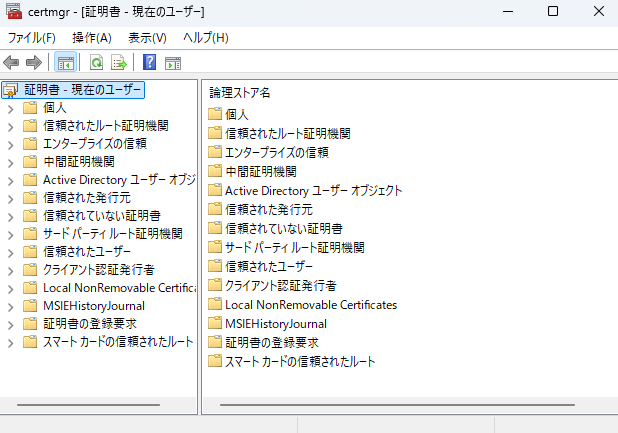 certmgr - [証明書 - 現在のユーザー]
ファイル(F) 操作(A) 表示(V) ヘルプ(H)
証明書 - 現在のユーザー
個人
信頼されたルート証明機関
エンタープライズの信頼
中間証明機関
Active Directory ユーザー オブジ
信頼された発行元
信頼されていない証明書
サード パーティ ルート証明機関
信頼されたユーザー
クライアント認証発行者
Local NonRemovable Certifica
MSIEHistoryJournal
証明書の登録要求
スマート カードの信頼されたルート
論理ストア名
個人
信頼されたルート証明機関
エンタープライズの信頼
中間証明機関
Active Directory ユーザー オブジェクト
信頼された発行元
信頼されていない証明書
サード パーティ ルート証明機関
信頼されたユーザー
クライアント認証発行者
Local NonRemovable Certificates
MSIEHistoryJournal
証明書の登録要求
スマート カードの信頼されたルート